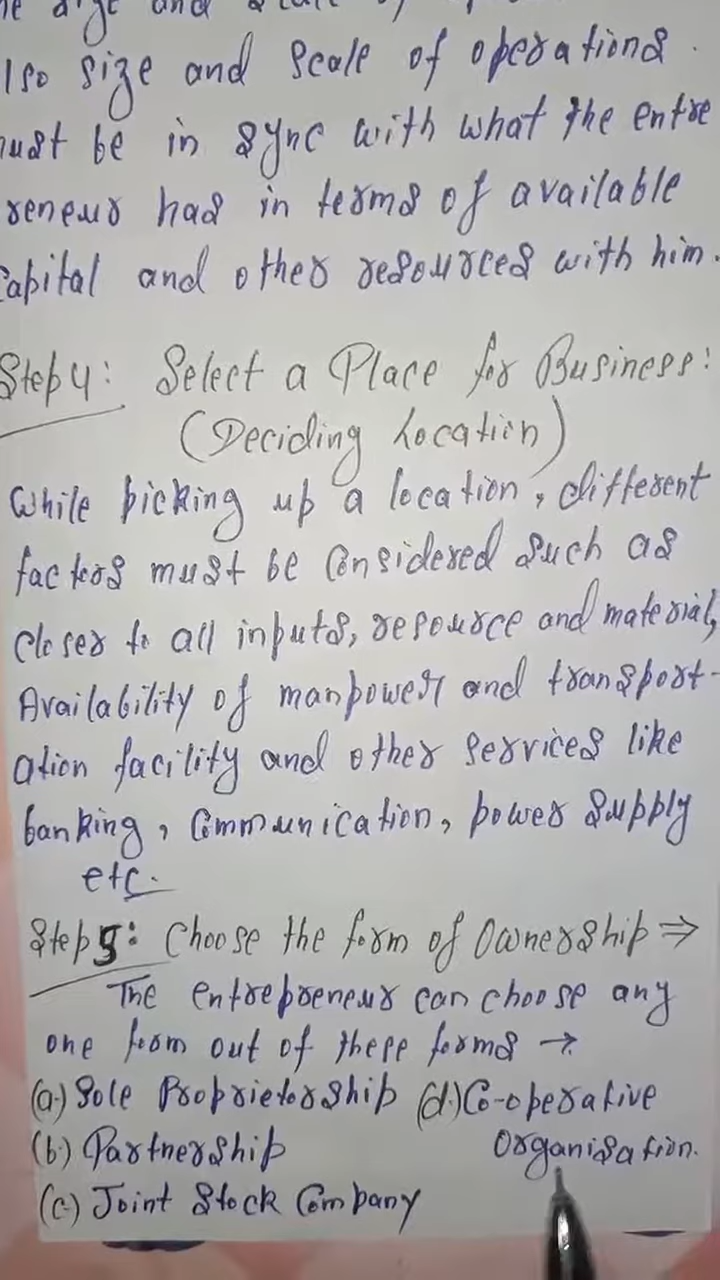 size and scale of operations.
must be in sync with what the entre
preneur has in terms of available
Capital and other resources with him.
Step 4: Select a Place for Business:
(Deciding Location)
While picking up a location, different
factors must be Considered such as
closer to all inputs, resource and material,
Availability of manpower and transport-
ation facility and other services like
banking, Communication, power supply
etc.
Step 5: Choose the form of Ownership ⇒
The entrepreneur can choose any
one form out of these forms →
(a.) Sole Proprietorship (d.) Co-operative
(b.) Partnership Organisation.
(c.) Joint Stock Company